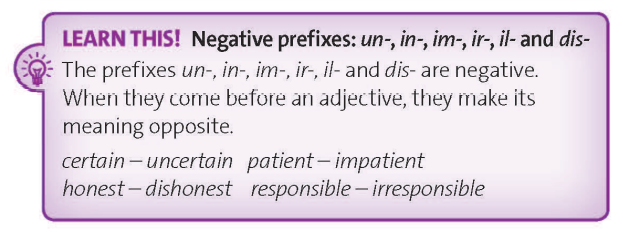 LEARN THIS! Negative prefixes: un-, in-, im-, ir-, il- and dis-
The prefixes un-, in-, im-, ir-, il- and dis- are negative.
When they come before an adjective, they make its
meaning opposite.
certain – uncertain patient – impatient
honest – dishonest responsible – irresponsible